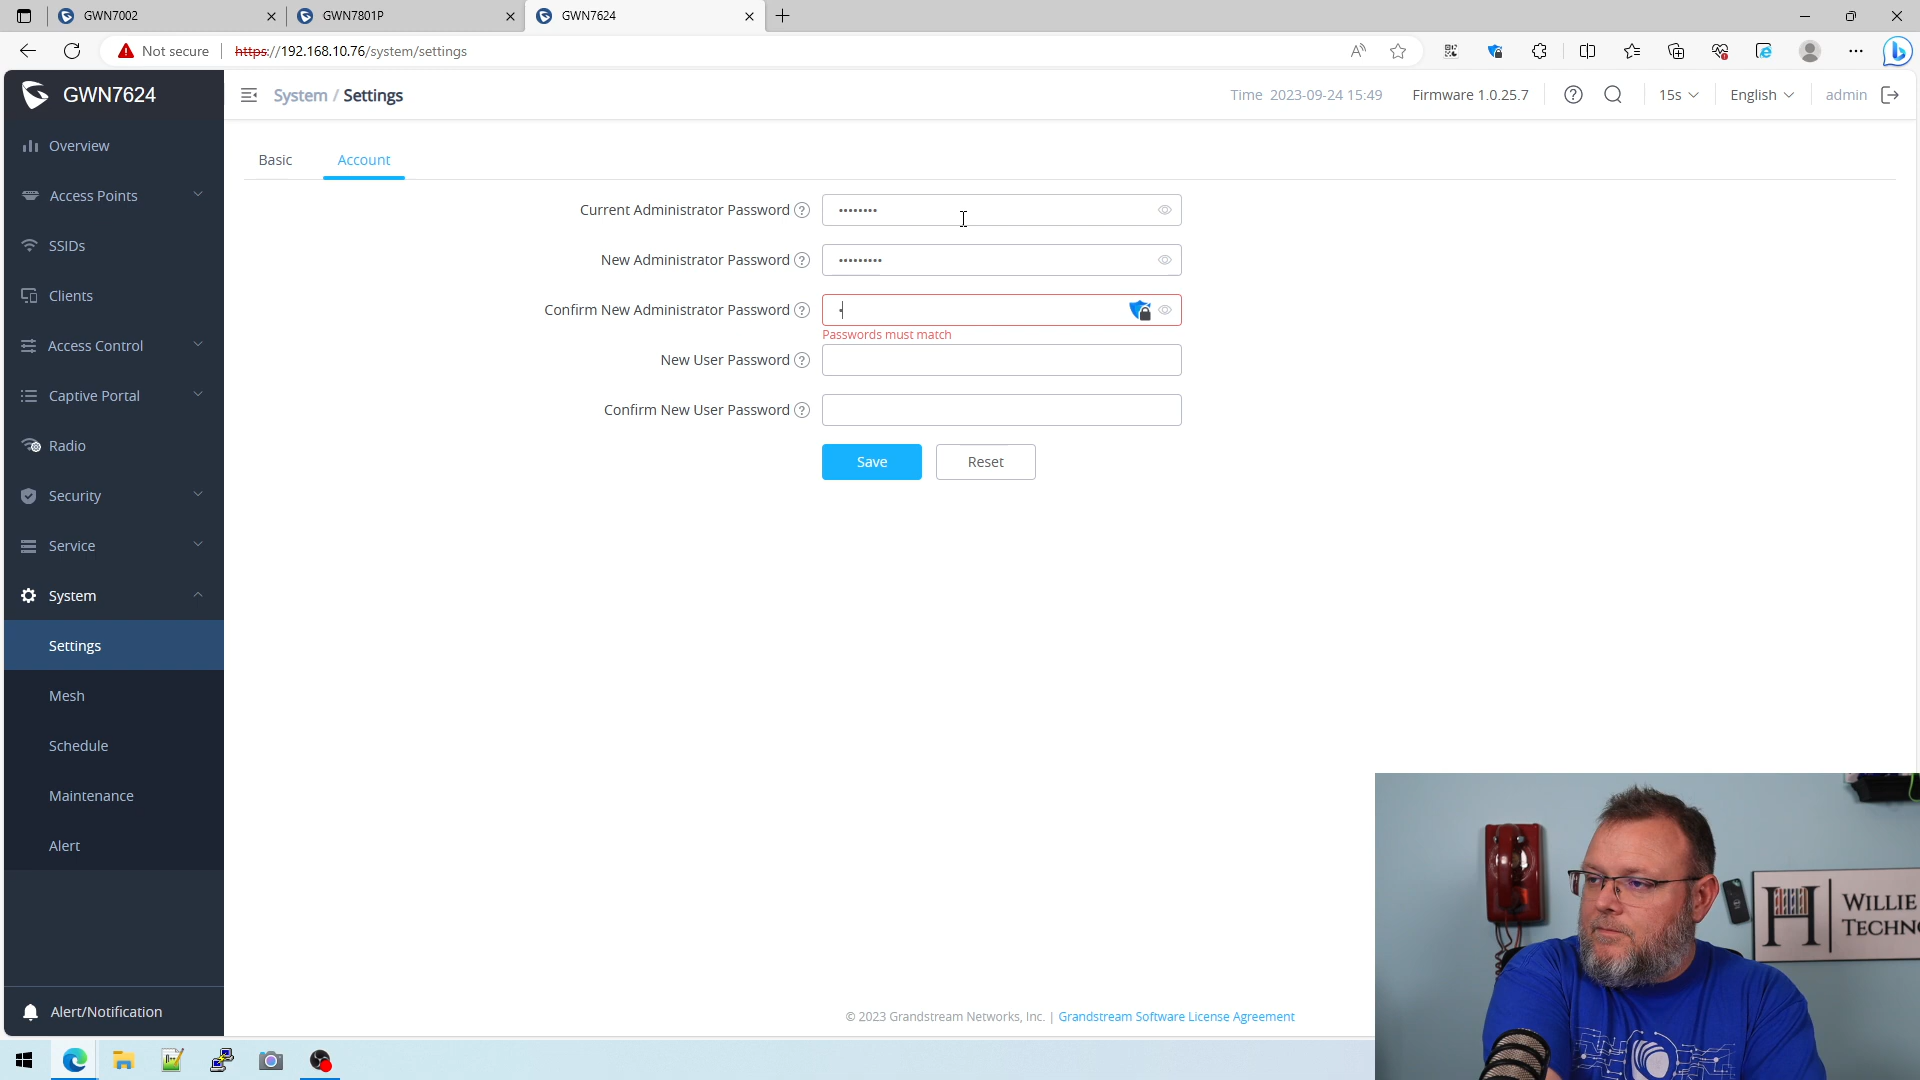 GWN7002
GWN7801P
GWN7624
Not secure
https://192.168.10.76/system/settings
GWN7624
System / Settings
Time 2023-09-24 15:49
Firmware 1.0.25.7
15s
English
admin
Overview
Access Points
SSIDs
Clients
Access Control
Captive Portal
Radio
Security
Service
System
Settings
Mesh
Schedule
Maintenance
Alert
Alert/Notification
Basic
Account
Current Administrator Password
New Administrator Password
Confirm New Administrator Password
Passwords must match
New User Password
Confirm New User Password
Save
Reset
© 2023 Grandstream Networks, Inc. | Grandstream Software License Agreement
WILLIE
TECHNO